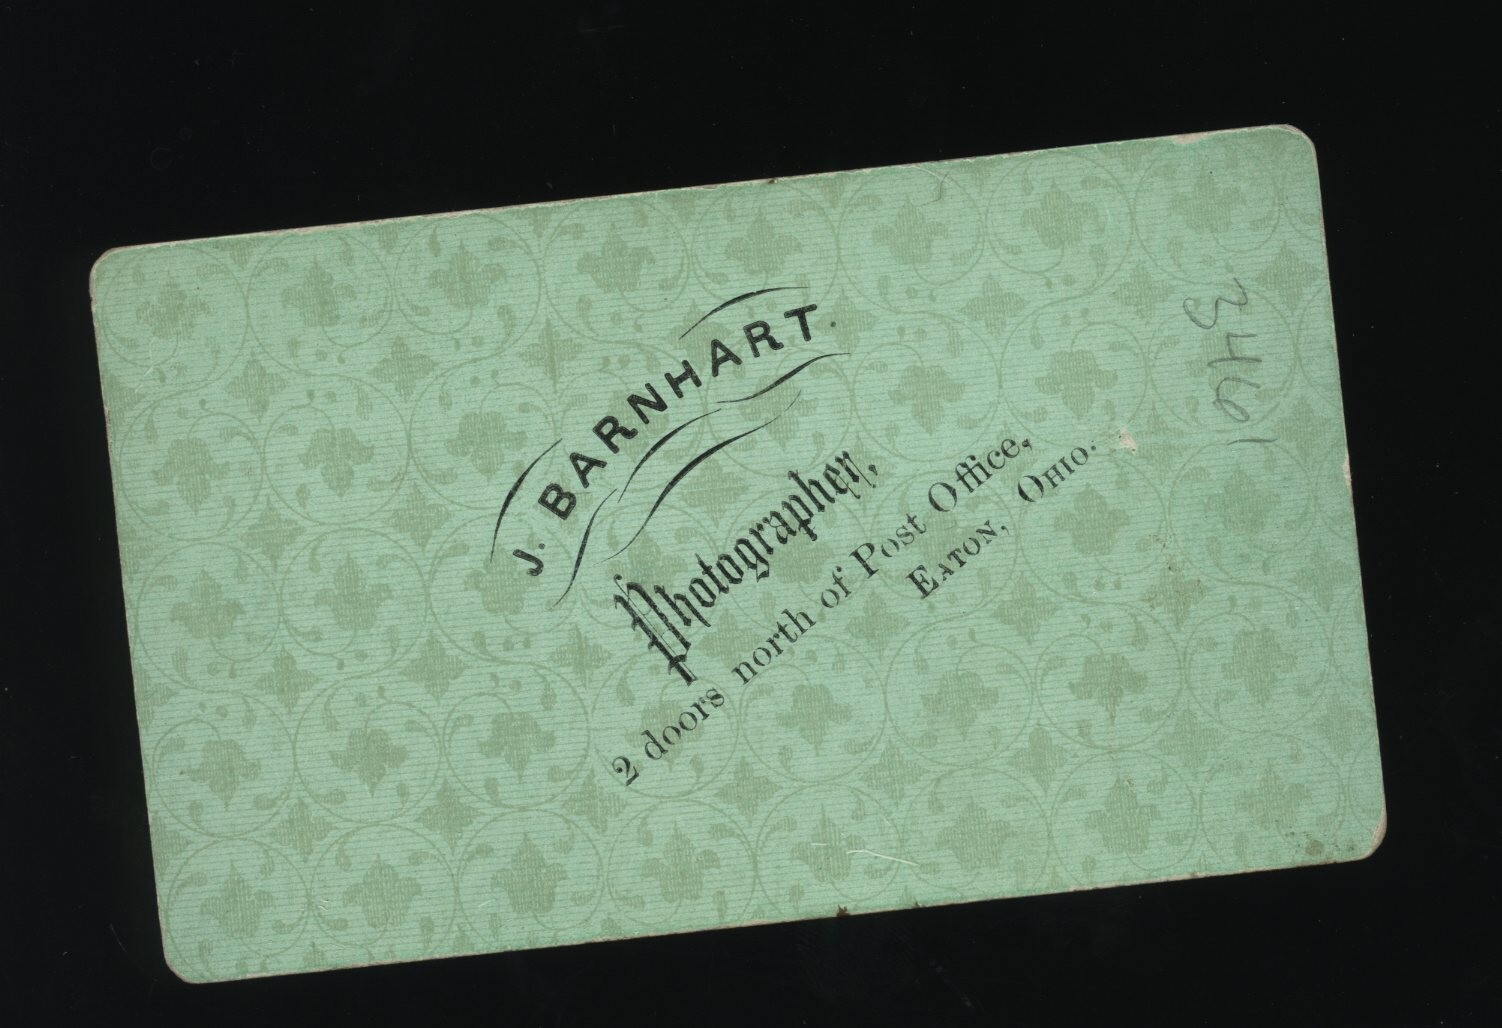 J. BARNHART.
Photographer,
2 doors north of Post Office,
EATON, OHIO.
3461